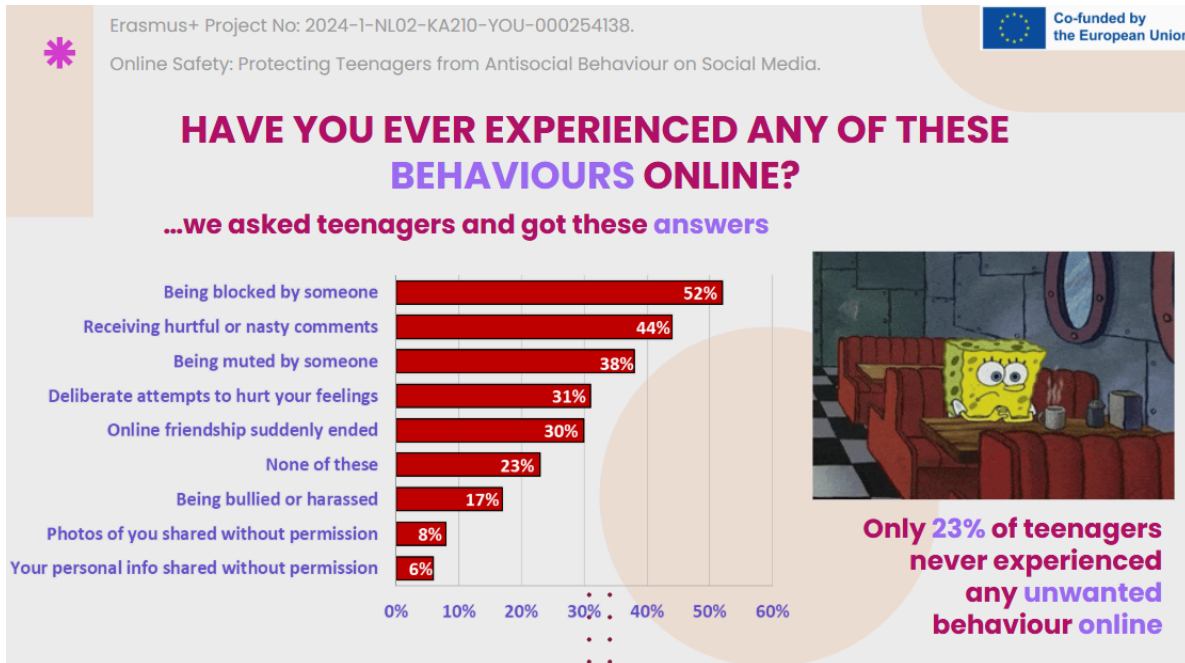 Erasmus+ Project No: 2024-1-NL02-KA210-YOU-000254138.
Co-funded by
the European Union
Online Safety: Protecting Teenagers from Antisocial Behaviour on Social Media.
HAVE YOU EVER EXPERIENCED ANY OF THESE
BEHAVIOURS ONLINE?
...we asked teenagers and got these answers
Being blocked by someone 52%
Receiving hurtful or nasty comments 44%
Being muted by someone 38%
Deliberate attempts to hurt your feelings 31%
Online friendship suddenly ended 30%
None of these 23%
Being bullied or harassed 17%
Photos of you shared without permission 8%
Your personal info shared without permission 6%
0% 10% 20% 30% 40% 50% 60%
Only 23% of teenagers
never experienced
any unwanted
behaviour online